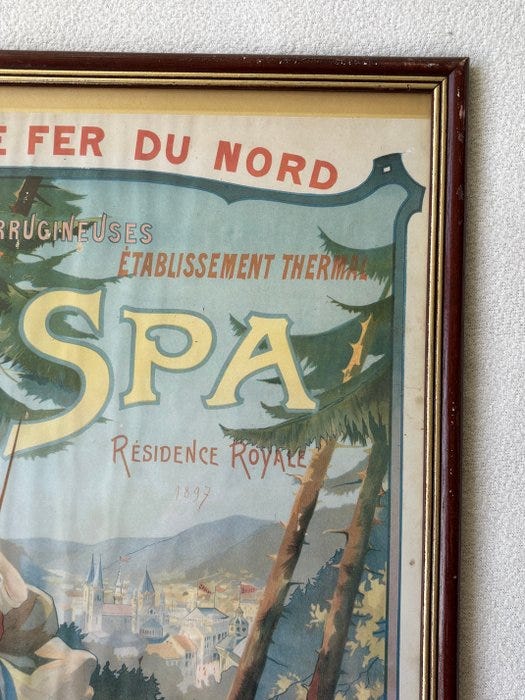 E FER DU NORD
RRUGINEUSES
ÉTABLISSEMENT THERMAL
SPA
RÉSIDENCE ROYALE
1897